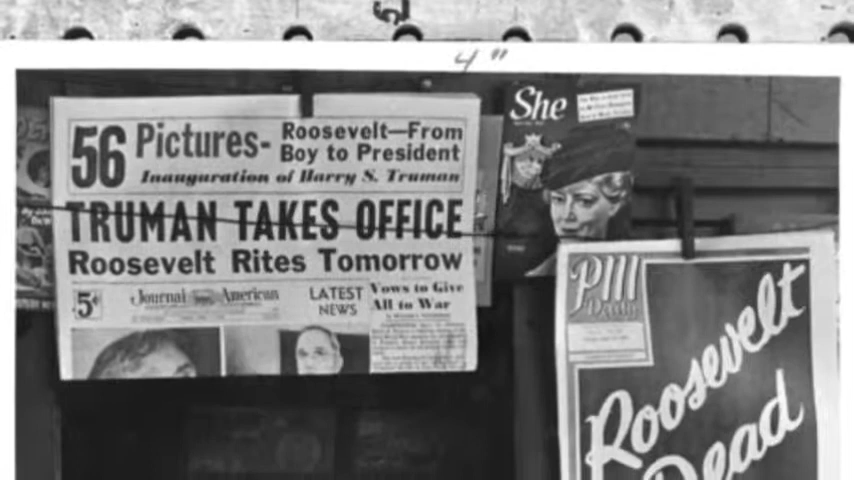 4"
56 Pictures- Roosevelt—From
Boy to President
Inauguration of Harry S. Truman
TRUMAN TAKES OFFICE
Roosevelt Rites Tomorrow
5¢ Journal American
LATEST
NEWS
Vows to Give
All to War
She
PM
Daily
Roosevelt
Dead